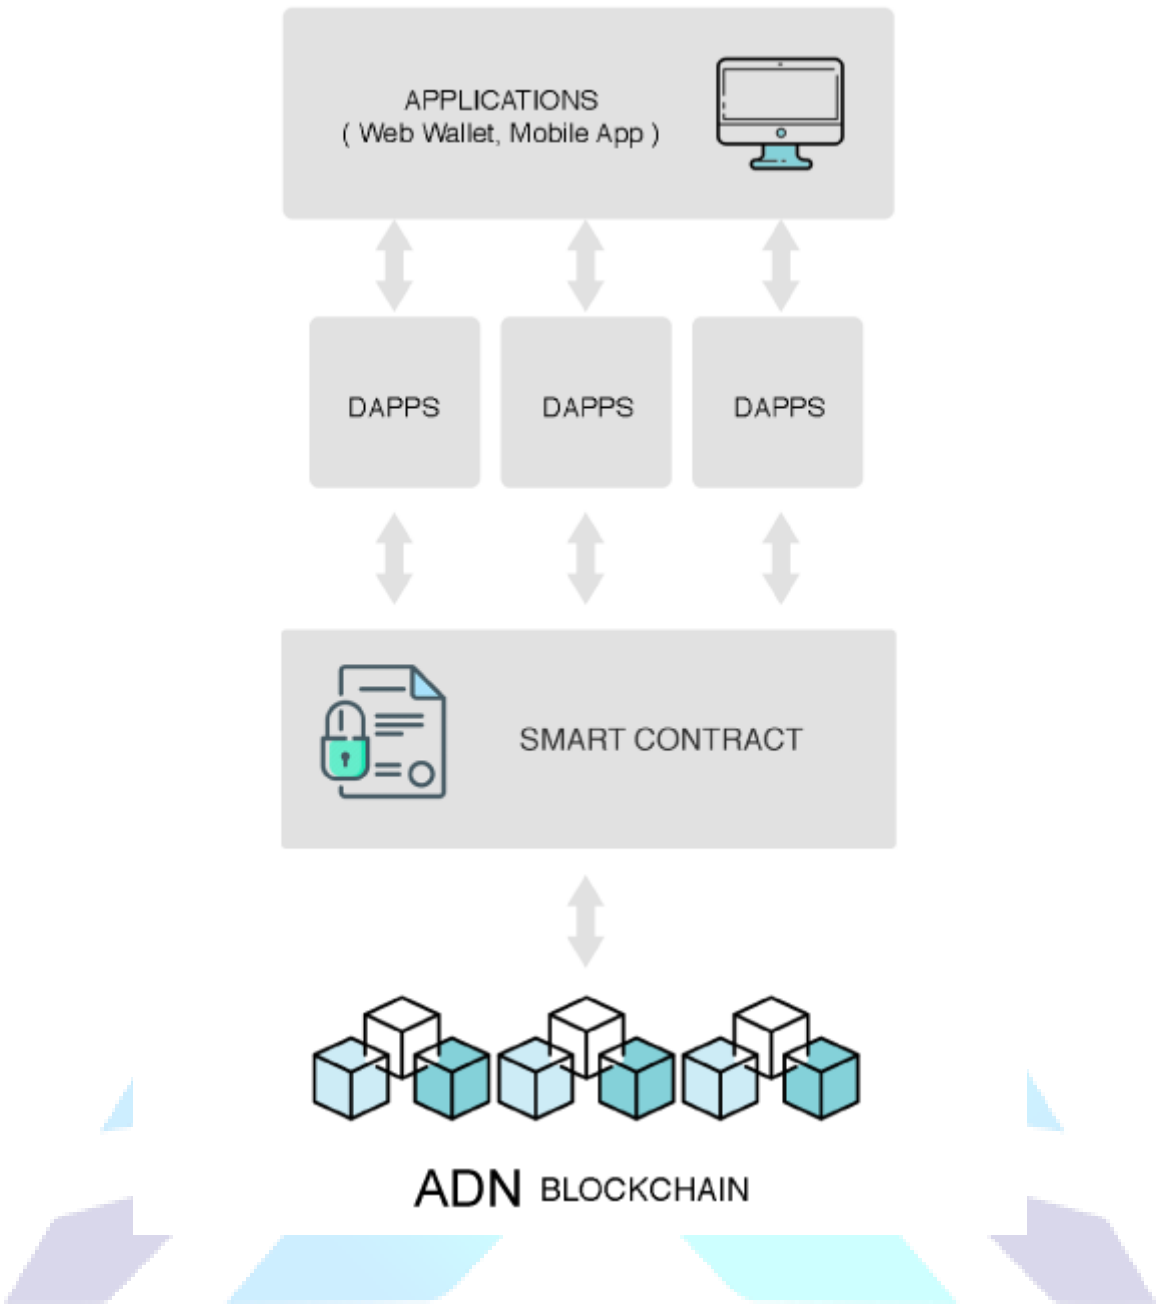 APPLICATIONS
( Web Wallet, Mobile App )
DAPPS
DAPPS
DAPPS
SMART CONTRACT
ADN BLOCKCHAIN